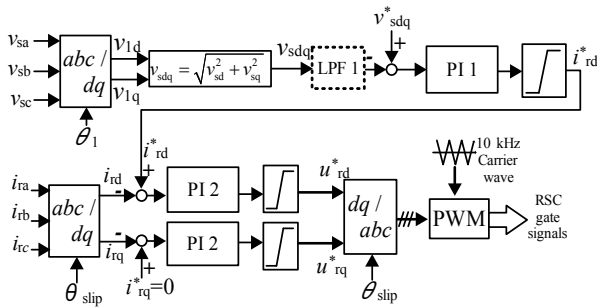 v*sdq
vsa
vsb
vsc
abc / dq
v1d
v1q
vsdq = √v²sd + v²sq
vsdq
LPF 1
-
+
PI 1
i*rd
θ1
i*rd
ira
irb
irc
abc / dq
ird
irq
-
+
-
+
PI 2
PI 2
u*rd
u*rq
dq / abc
10 kHz
Carrier
wave
PWM
RSC
gate
signals
θslip
i*rq=0
θslip